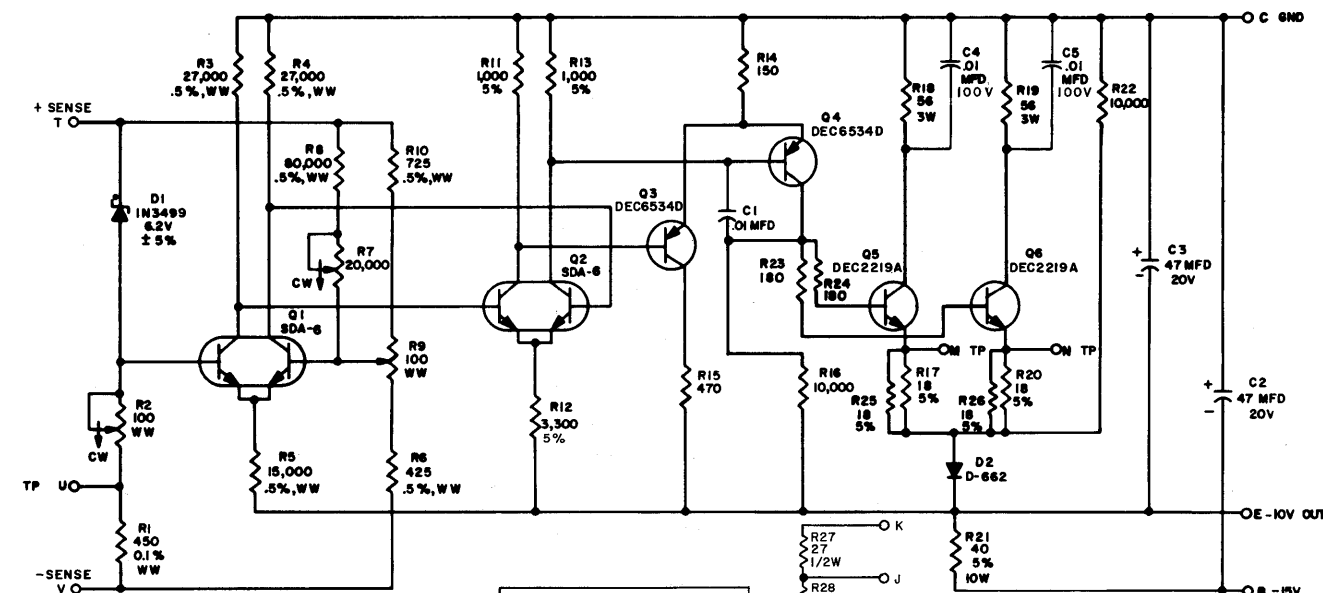 C GND
R3
27,000
.5%,WW
R4
27,000
.5%,WW
R11
1,000
5%
R13
1,000
5%
R14
150
C4
.01
MFD
100V
C5
.01
MFD
100V
R18
56
3W
R19
56
3W
R22
10,000
+ SENSE
T
R8
80,000
.5%,WW
R10
725
.5%,WW
Q4
DEC6534D
D1
IN3499
6.2V
± 5%
Q3
DEC6534D
C1
.01 MFD
R7
20,000
CW
Q2
SDA-6
R23
180
R24
180
Q5
DEC2219A
Q6
DEC2219A
+
-
C3
47 MFD
20V
Q1
SDA-6
R9
100
WW
M TP
N TP
R2
100
WW
CW
R12
3,300
5%
R15
470
R16
10,000
R25
18
5%
R17
18
5%
R26
18
5%
R20
18
5%
+
-
C2
47 MFD
20V
R5
15,000
.5%,WW
R6
425
.5%,WW
D2
D-662
TP U
E -10V OUT
R1
450
0.1%
WW
R27
27
1/2W
K
J
R28
R21
40
5%
10W
-SENSE
V
B -15V